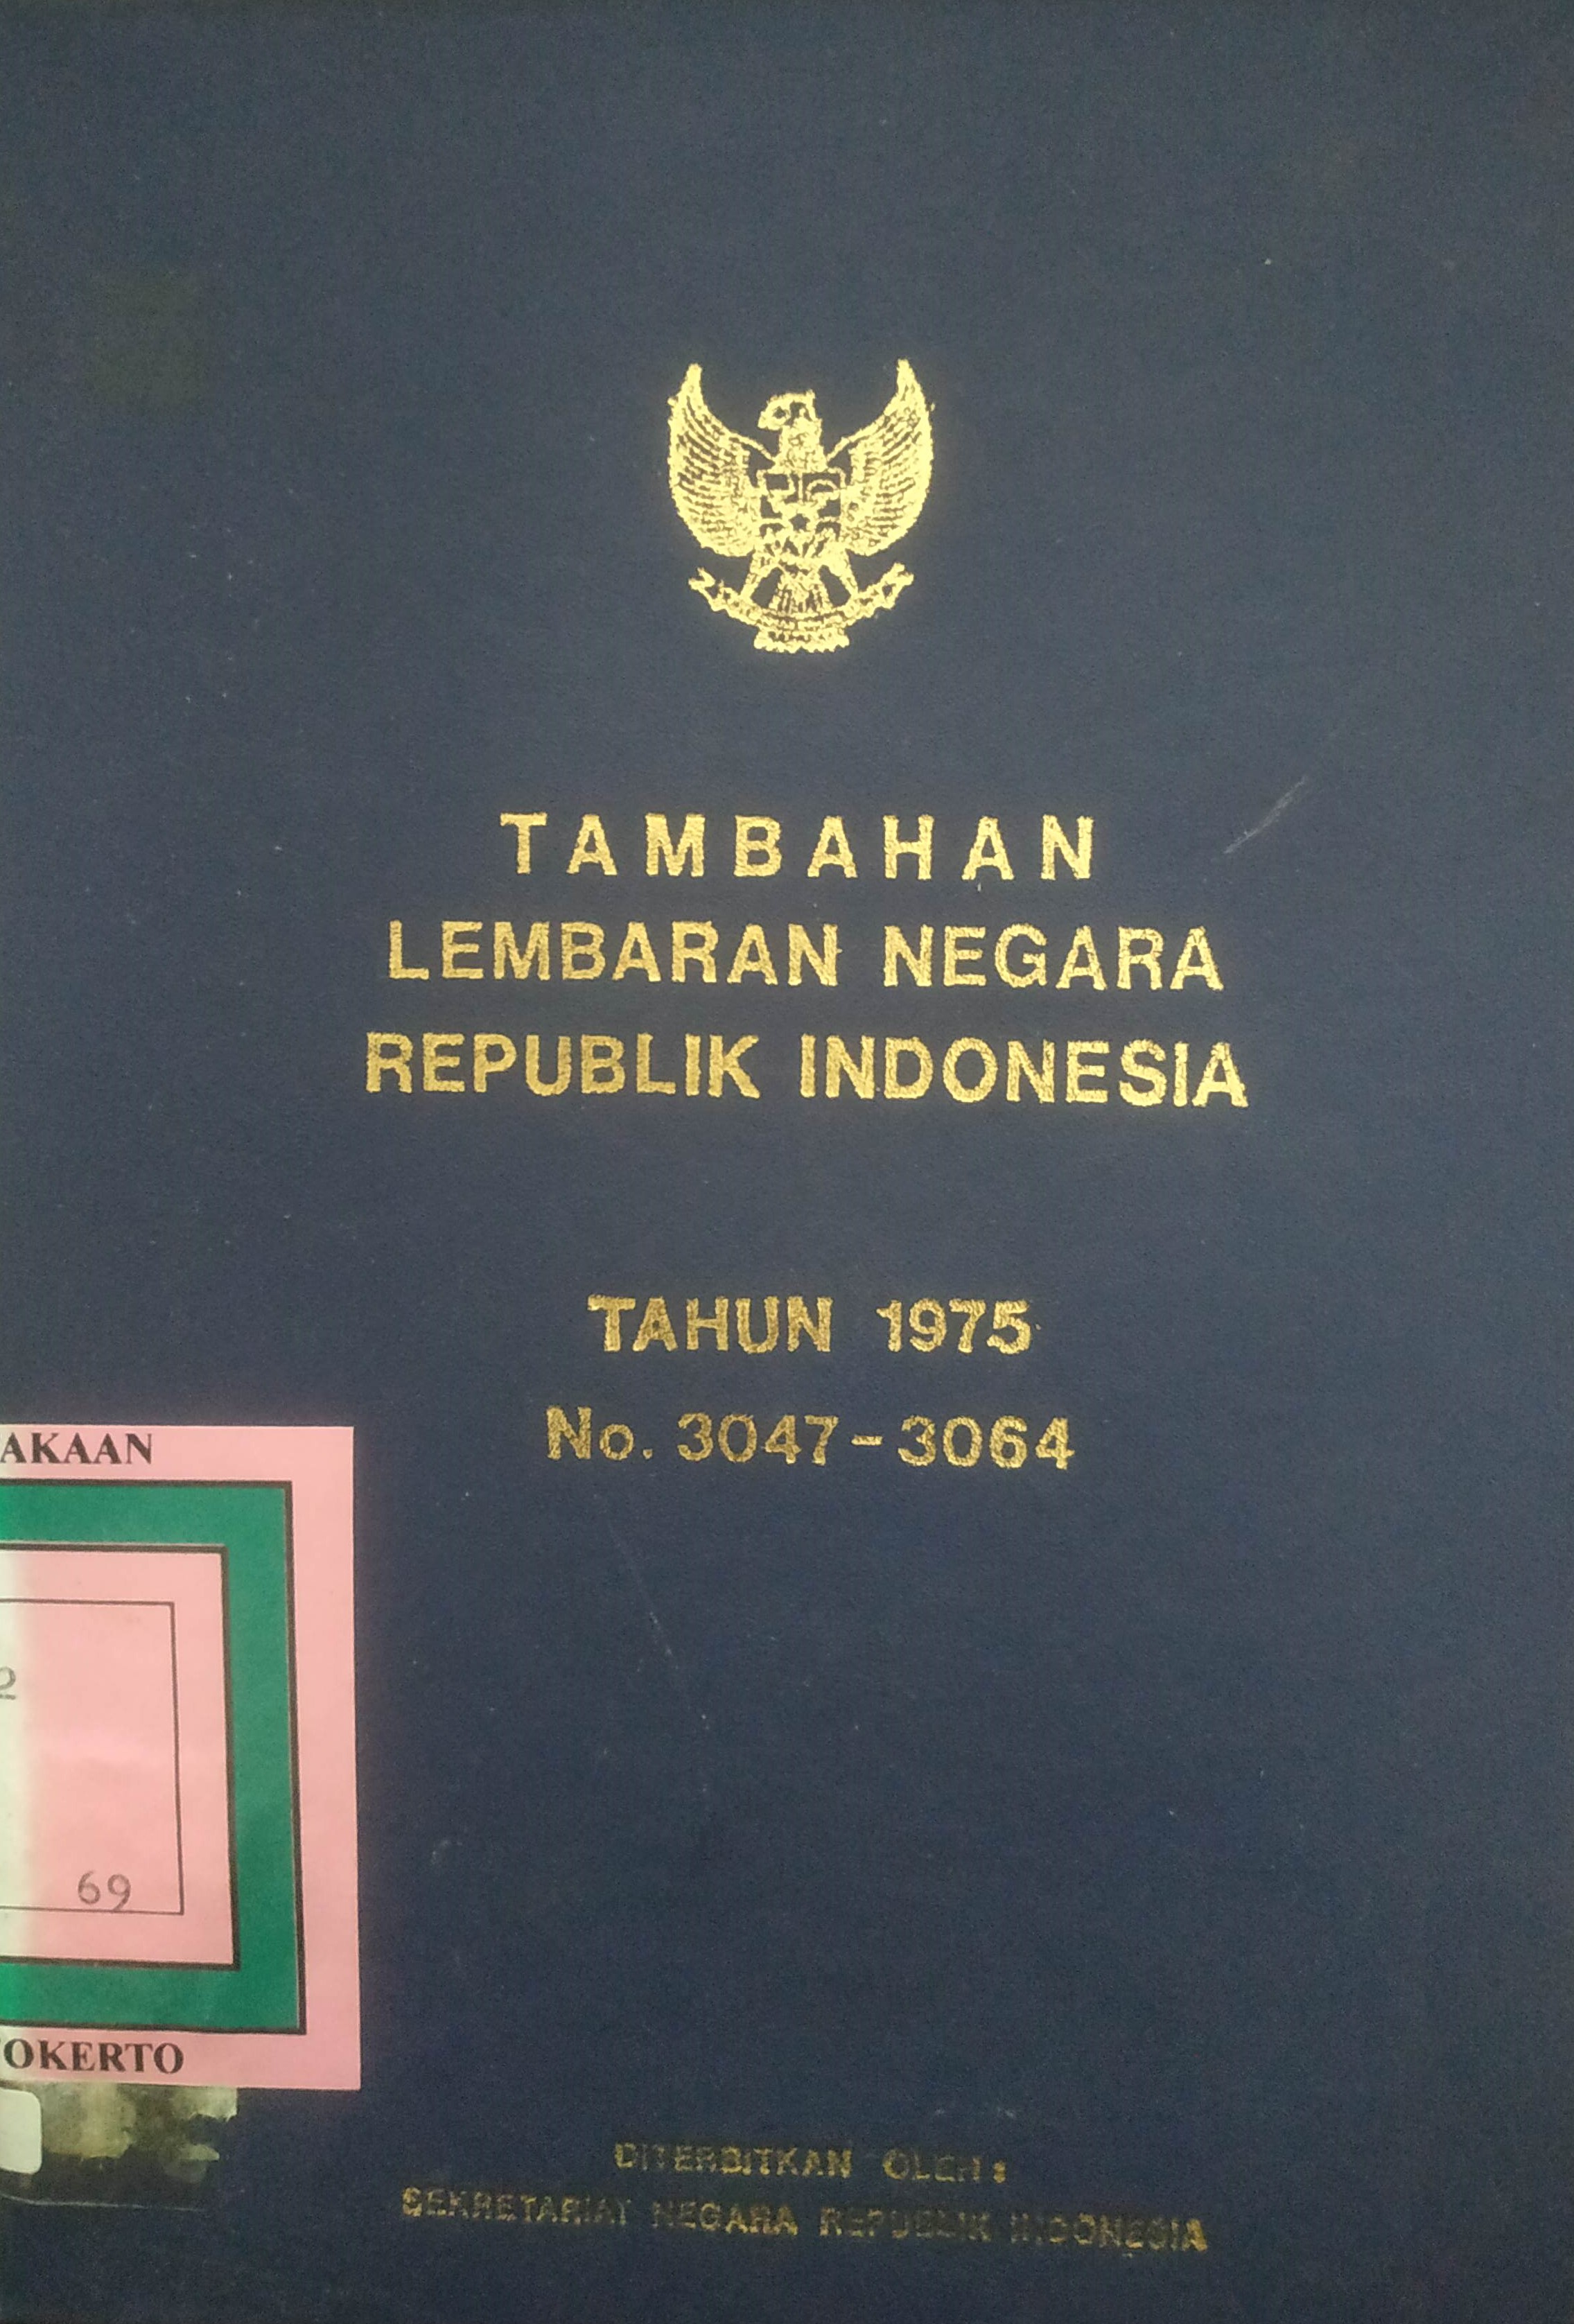 TAMBAHAN
LEMBARAN NEGARA
REPUBLIK INDONESIA
TAHUN 1975
No. 3047-3064
AKAAN
2
69
OKERTO
DITERBITKAN OLEH :
SEKRETARIAT NEGARA REPUBLIK INDONESIA